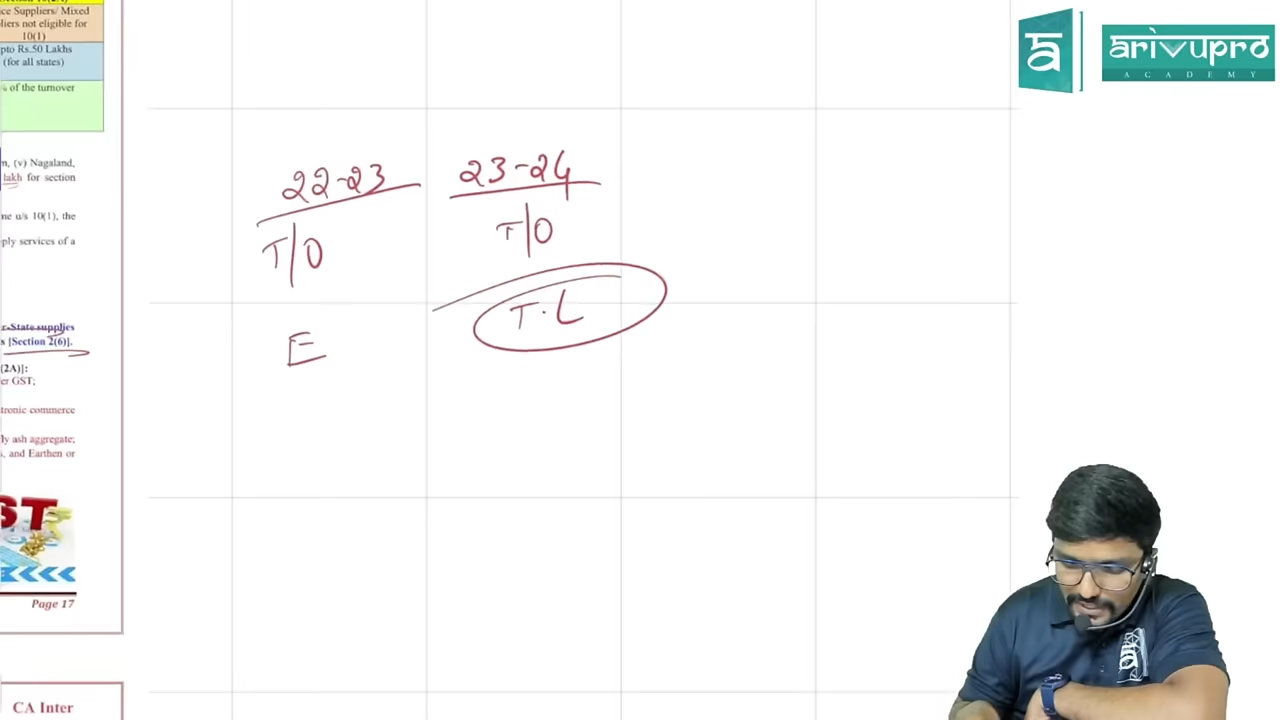 ce Suppliers/ Mixed
liers not eligible for
10(1)
pto Rs.50 Lakhs
(for all states)
% of the turnover
n, (v) Nagaland,
lakh for section
me u/s 10(1), the
ply services of a
r-State supplies
s [Section 2(6)].
(2A)]:
er GST;
tronic commerce
ly ash aggregate;
s, and Earthen or
ST
Page 17
CA Inter
22-23
T/O
E
23-24
T/O
T.L
arivupro
ACADEMY